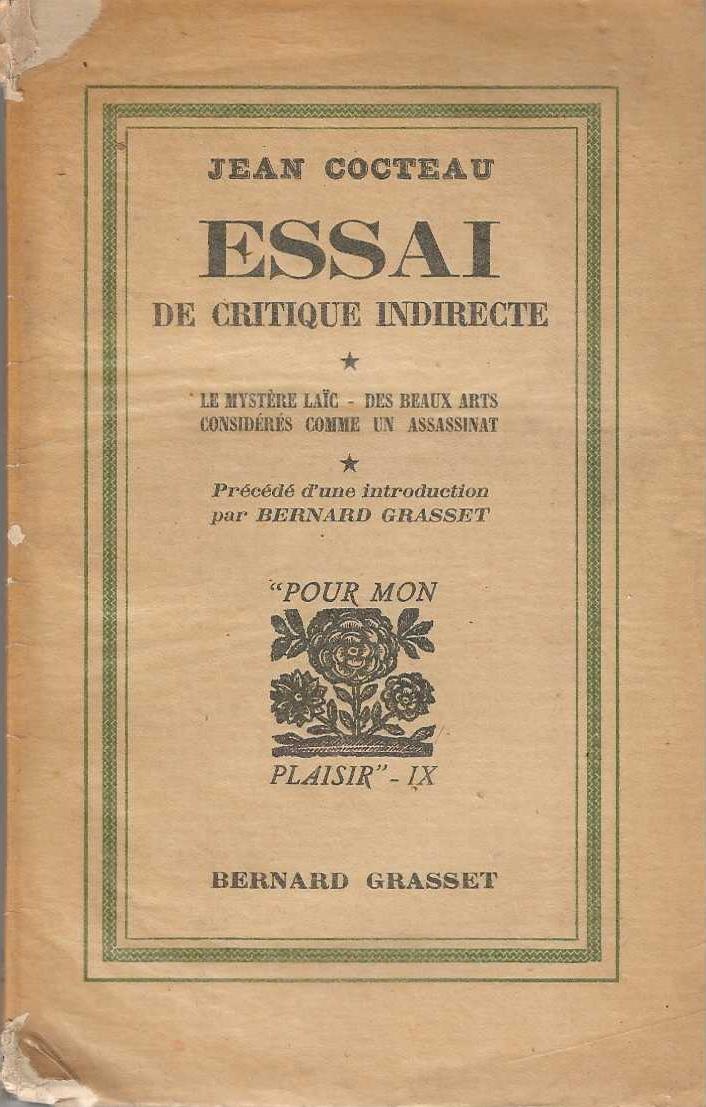 JEAN COCTEAU
ESSAI
DE CRITIQUE INDIRECTE
LE MYSTÈRE LAÏC - DES BEAUX ARTS
CONSIDÉRÉS COMME UN ASSASSINAT
Précédé d'une introduction
par BERNARD GRASSET
"POUR MON
PLAISIR" - IX
BERNARD GRASSET